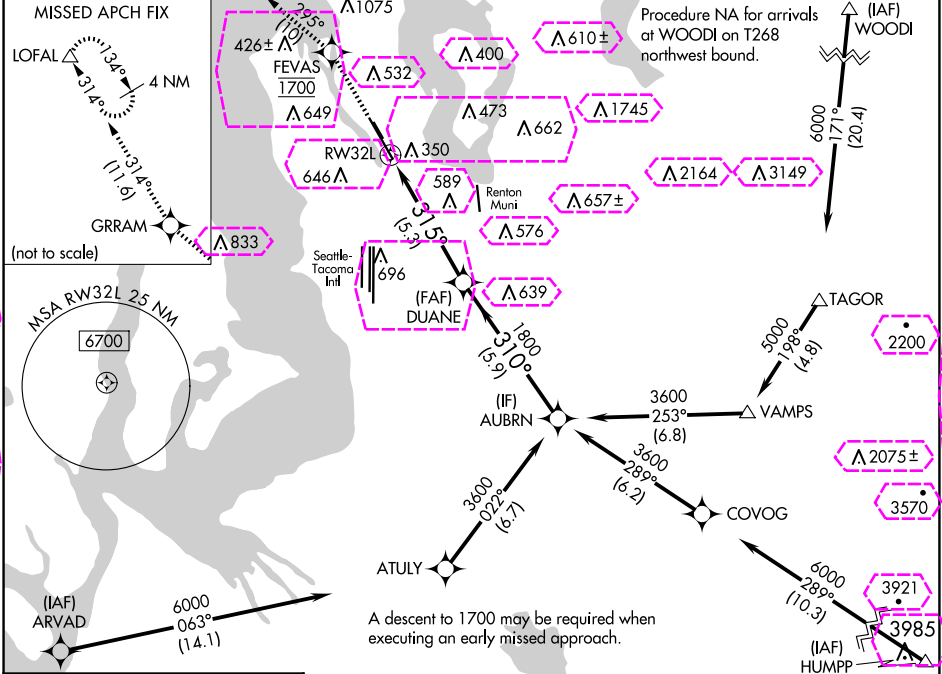 MISSED APCH FIX
LOFAL
134°
4 NM
314°
314°
(11.6)
GRRAM
(not to scale)
295°
(10)
1075
426±
FEVAS
1700
649
532
400
610±
Procedure NA for arrivals
at WOODI on T268
northwest bound.
(IAF)
WOODI
6000
171°
(20.4)
473
662
1745
RW32L
350
646
589
Renton
Muni
657±
2164
3149
576
315°
(5.3)
833
Seattle-
Tacoma
Intl
696
(FAF)
DUANE
639
MSA RW32L 25 NM
6700
1800
310°
(5.9)
TAGOR
5000
198°
(4.8)
2200
(IF)
AUBRN
3600
253°
(6.8)
VAMPS
3600
289°
(6.2)
2075±
3570
COVOG
3600
022°
(6.7)
ATULY
6000
289°
(10.3)
3921
3985
(IAF)
HUMPP
(IAF)
ARVAD
6000
063°
(14.1)
A descent to 1700 may be required when
executing an early missed approach.